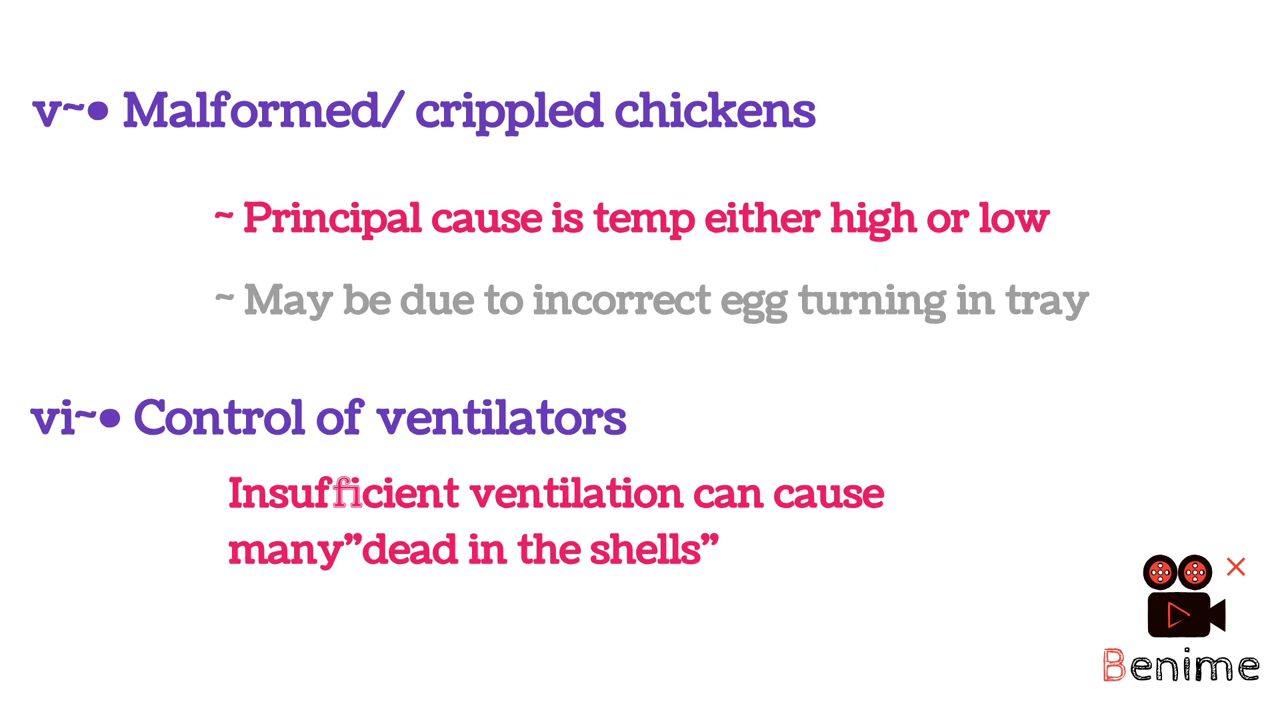 v~• Malformed/ crippled chickens
~ Principal cause is temp either high or low
~ May be due to incorrect egg turning in tray
vi~• Control of ventilators
Insufficient ventilation can cause
many”dead in the shells”
Benime